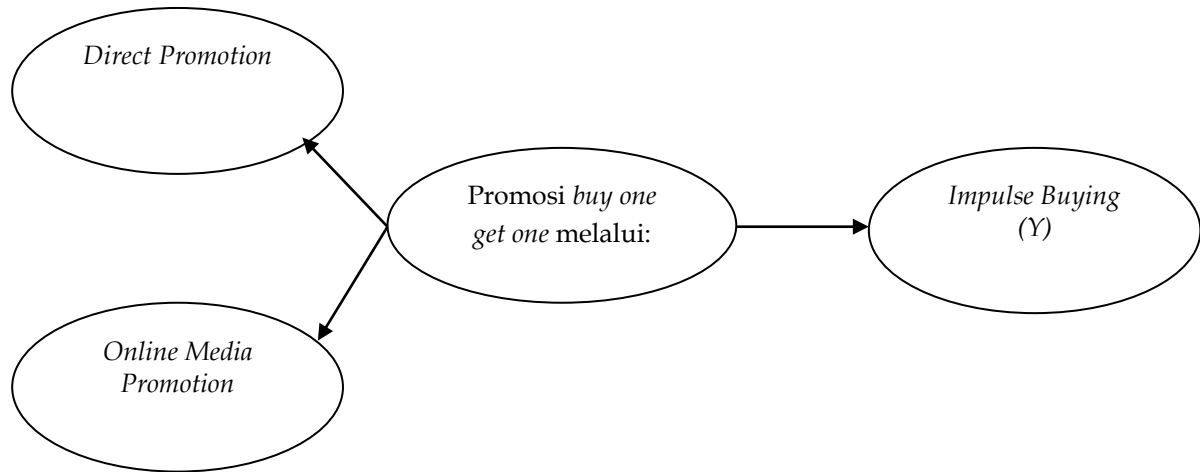 Direct Promotion
Promosi buy one
get one melalui:
Impulse Buying
(Y)
Online Media
Promotion